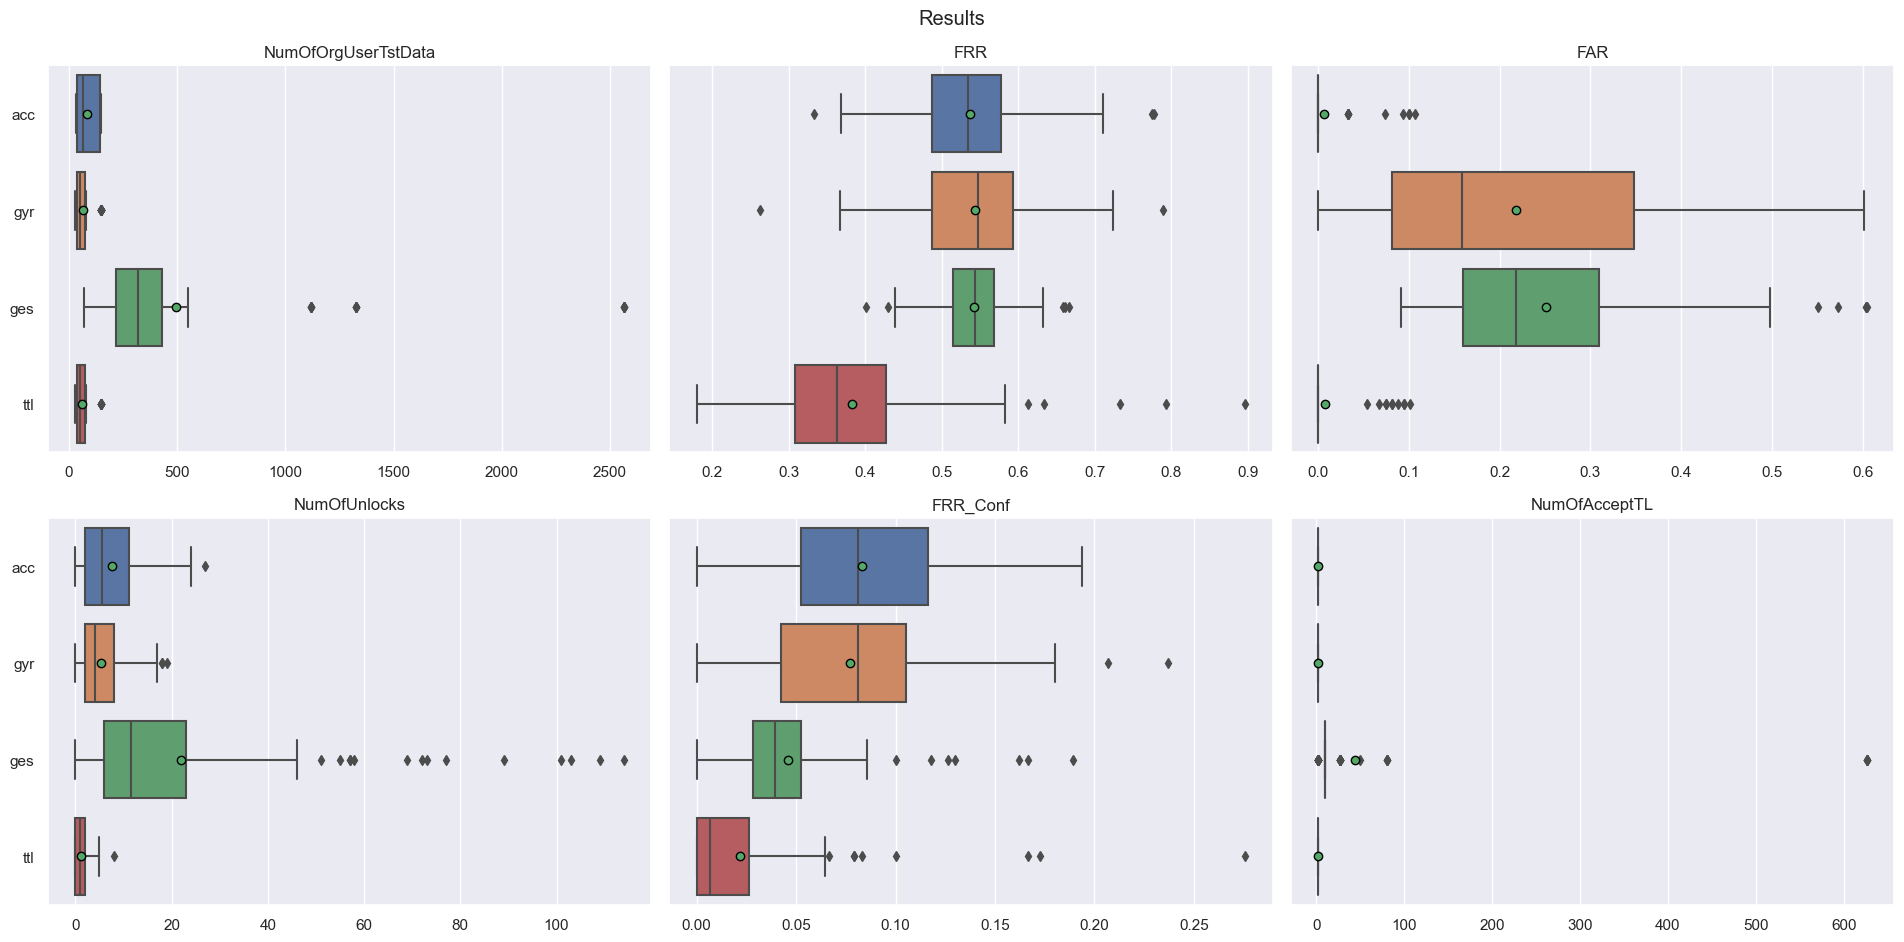 Results
NumOfOrgUserTstData
FRR
FAR
acc
gyr
ges
ttl
0 500 1000 1500 2000 2500
0.2 0.3 0.4 0.5 0.6 0.7 0.8 0.9
0.0 0.1 0.2 0.3 0.4 0.5 0.6
NumOfUnlocks
FRR_Conf
NumOfAcceptTL
acc
gyr
ges
ttl
0 20 40 60 80 100
0.00 0.05 0.10 0.15 0.20 0.25
0 100 200 300 400 500 600